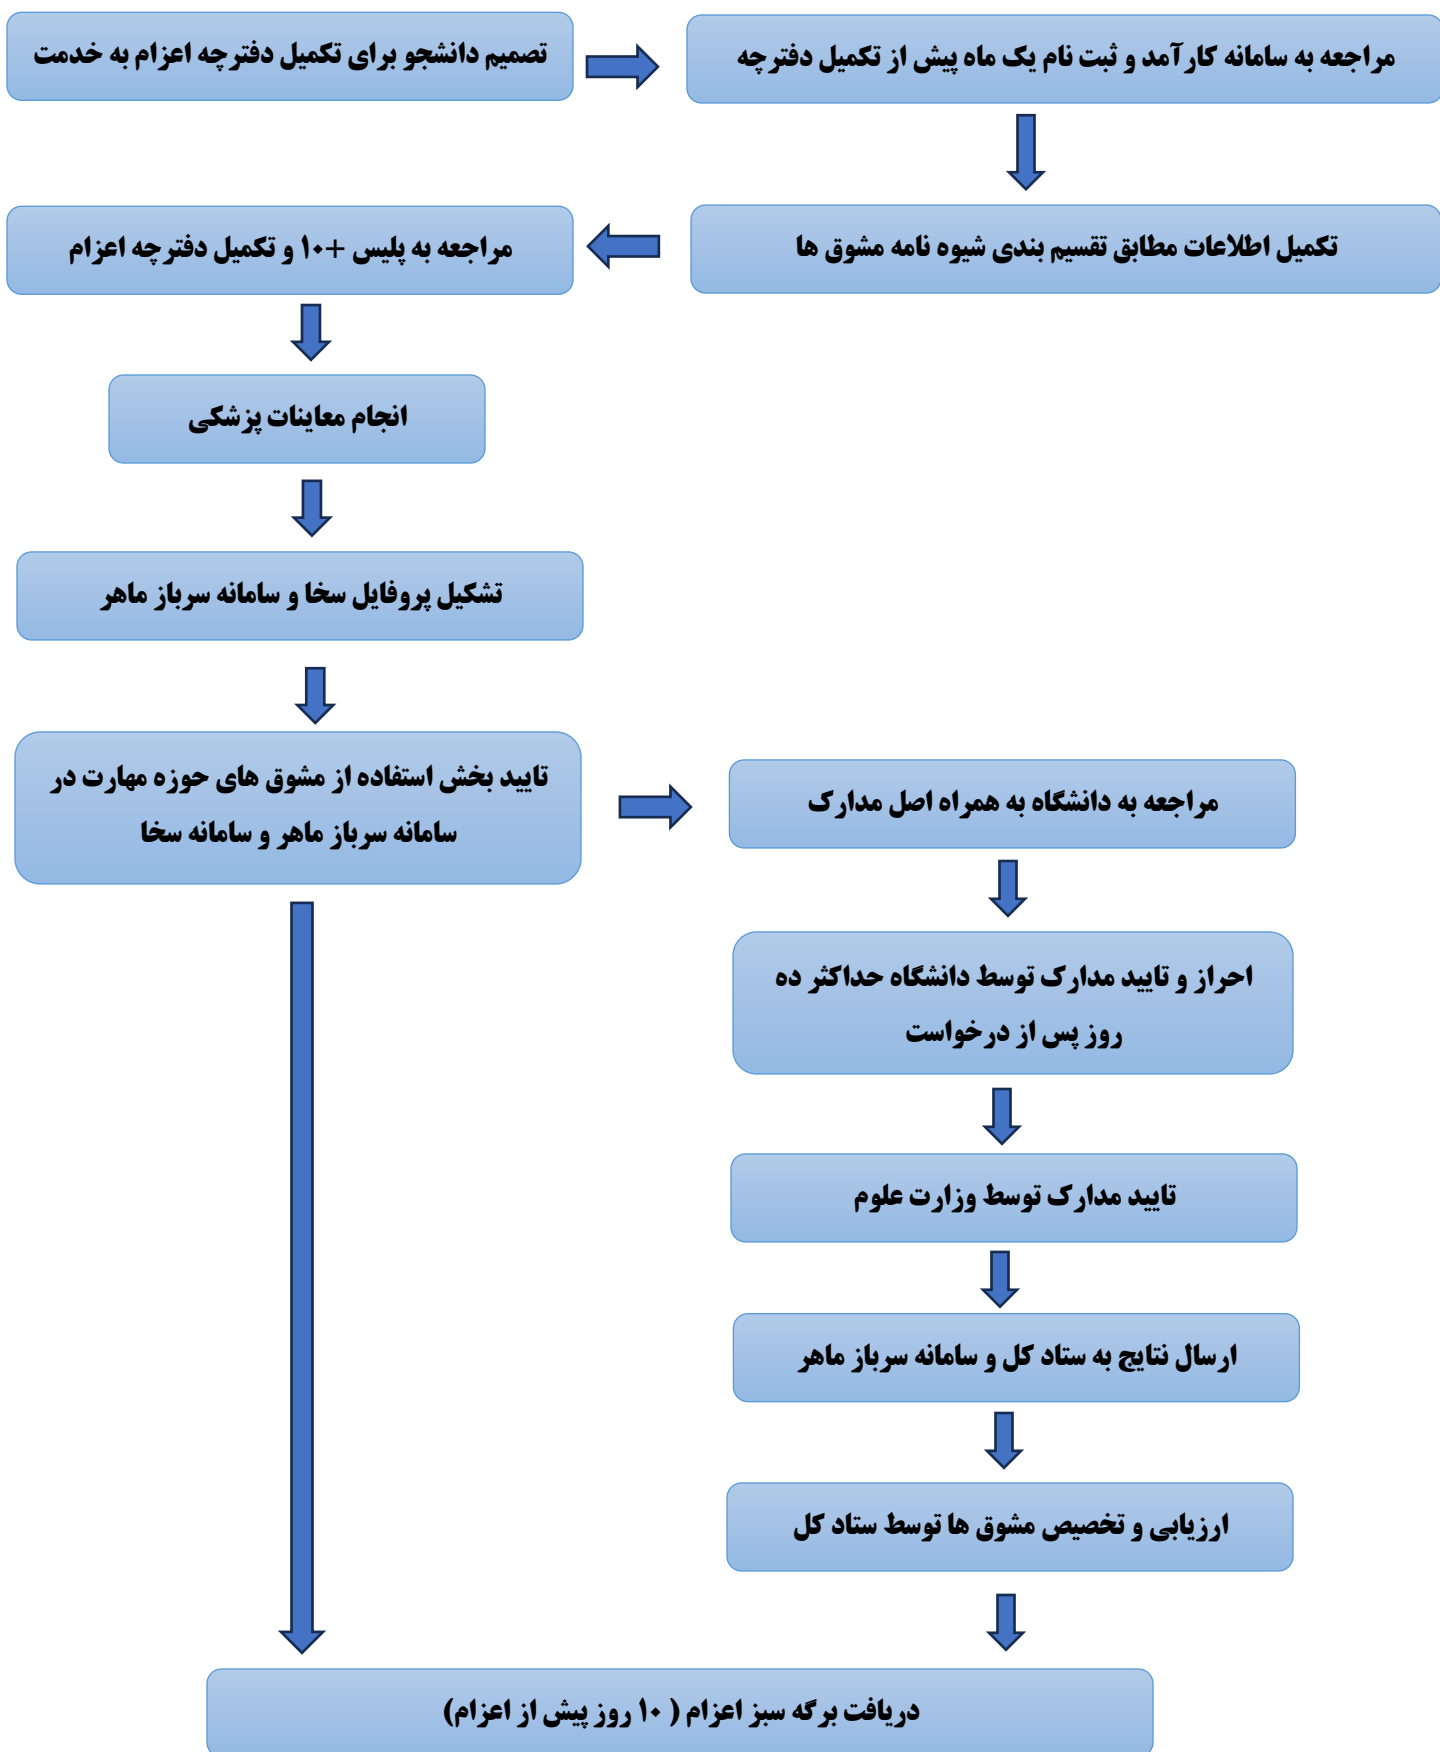 تصمیم دانشجو برای تکمیل دفترچه اعزام به خدمت
مراجعه به سامانه کارآمد و ثبت نام یک ماه پیش از تکمیل دفترچه
تکمیل اطلاعات مطابق تقسیم بندی شیوه نامه مشوق ها
مراجعه به پلیس +۱۰ و تکمیل دفترچه اعزام
انجام معاینات پزشکی
تشکیل پروفایل سخا و سامانه سرباز ماهر
تایید بخش استفاده از مشوق های حوزه مهارت در
سامانه سرباز ماهر و سامانه سخا
مراجعه به دانشگاه به همراه اصل مدارک
احراز و تایید مدارک توسط دانشگاه حداکثر ده
روز پس از درخواست
تایید مدارک توسط وزارت علوم
ارسال نتایج به ستاد کل و سامانه سرباز ماهر
ارزیابی و تخصیص مشوق ها توسط ستاد کل
دریافت برگه سبز اعزام ( ۱۰ روز پیش از اعزام)